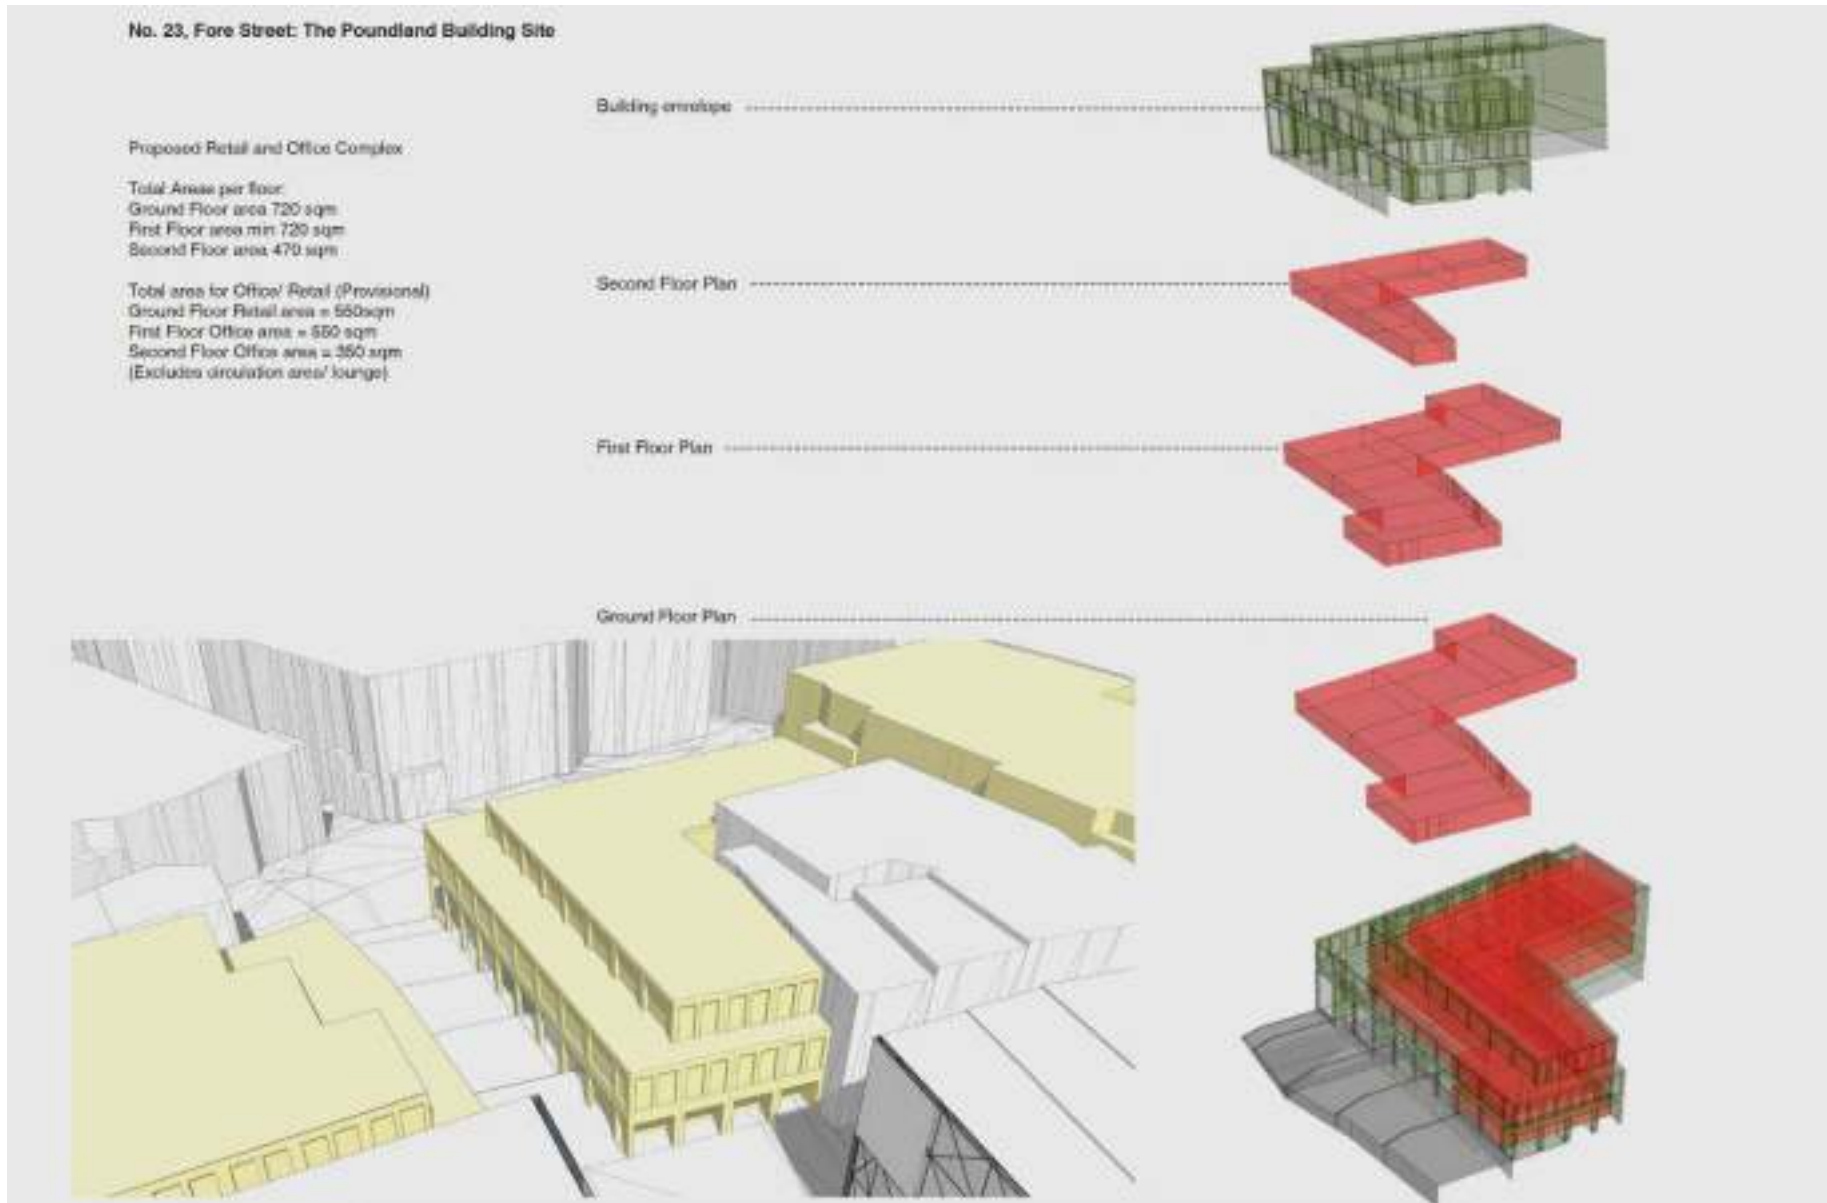 No. 23, Fore Street: The Poundland Building Site
Building envelope
Proposed Retail and Office Complex
Total Areas per floor:
Ground Floor area 720 sqm
First Floor area min 720 sqm
Second Floor area 470 sqm
Second Floor Plan
Total area for Office/ Retail (Provisional)
Ground Floor Retail area = 550sqm
First Floor Office area = 550 sqm
Second Floor Office area = 350 sqm
(Excludes circulation area/ lounge)
First Floor Plan
Ground Floor Plan